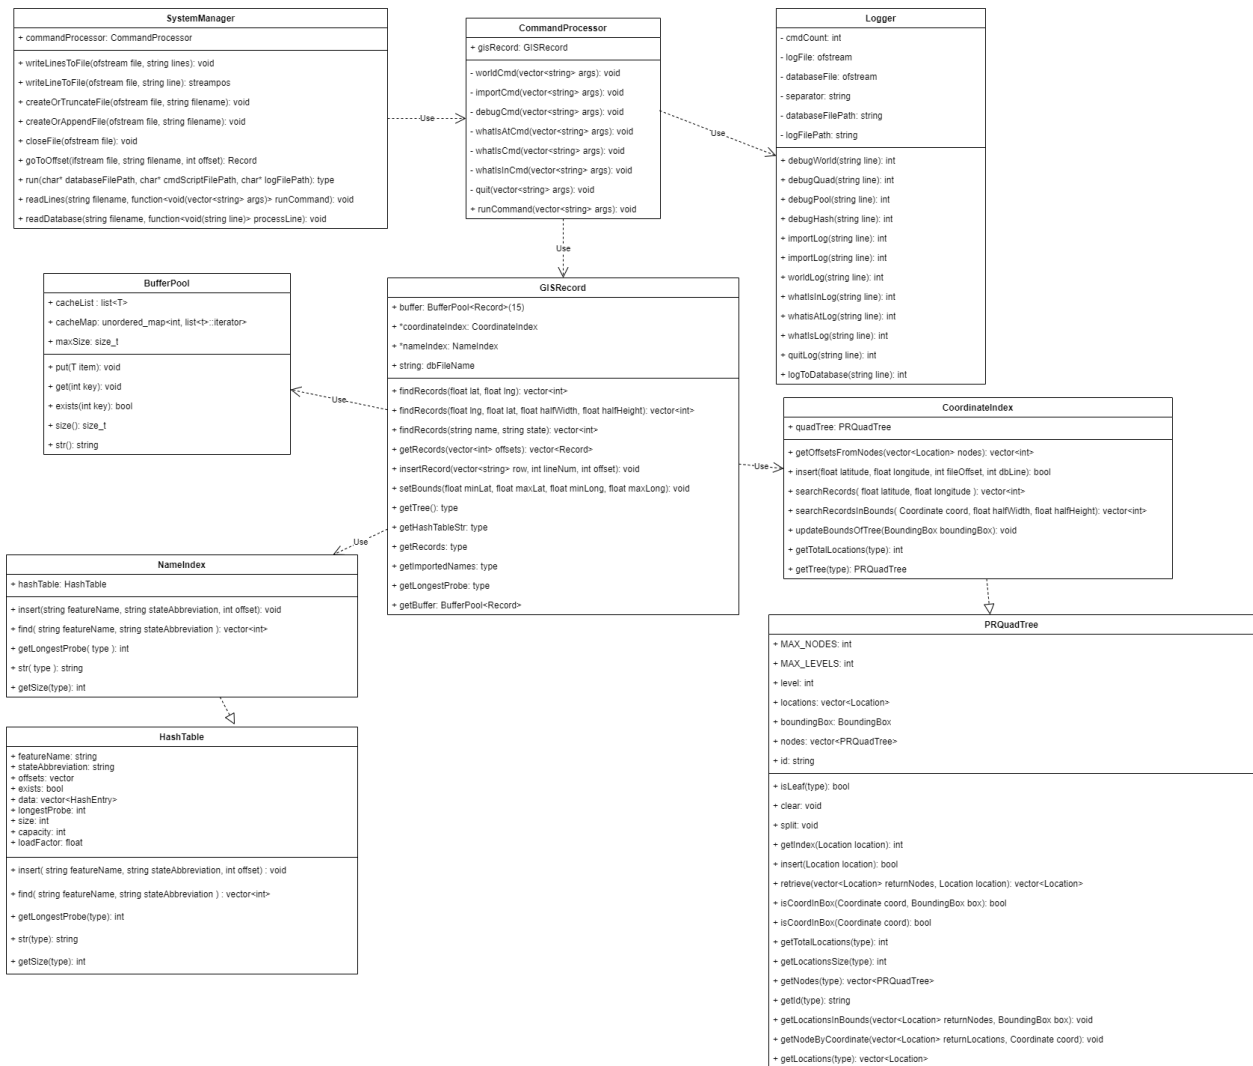 SystemManager
+ commandProcessor: CommandProcessor
+ writeLinesToFile(ofstream file, string lines): void
+ writeLineToFile(ofstream file, string line): streampos
+ createOrTruncateFile(ofstream file, string filename): void
+ createOrAppendFile(ofstream file, string filename): void
+ closeFile(ofstream file): void
+ goToOffset(ifstream file, string filename, int offset): Record
+ run(char* databaseFilePath, char* cmdScriptFilePath, char* logFilePath): type
+ readLines(string filename, function<void(vector<string> args)> runCommand): void
+ readDatabase(string filename, function<void(string line)> processLine): void
Use
CommandProcessor
+ gisRecord: GISRecord
- worldCmd(vector<string> args): void
- importCmd(vector<string> args): void
- debugCmd(vector<string> args): void
- whatIsAtCmd(vector<string> args): void
- whatIsCmd(vector<string> args): void
- whatIsInCmd(vector<string> args): void
- quit(vector<string> args): void
+ runCommand(vector<string> args): void
Use
Logger
- cmdCount: int
- logFile: ofstream
- databaseFile: ofstream
- separator: string
- databaseFilePath: string
- logFilePath: string
+ debugWorld(string line): int
+ debugQuad(string line): int
+ debugPool(string line): int
+ debugHash(string line): int
+ importLog(string line): int
+ importLog(string line): int
+ worldLog(string line): int
+ whatIsInLog(string line): int
+ whatisAtLog(string line): int
+ whatIsLog(string line): int
+ quitLog(string line): int
+ logToDatabase(string line): int
Use
BufferPool
+ cacheList : list<T>
+ cacheMap: unordered_map<int, list<t>::iterator>
+ maxSize: size_t
+ put(T item): void
+ get(int key): void
+ exists(int key): bool
+ size(): size_t
+ str(): string
Use
GISRecord
+ buffer: BufferPool<Record>(15)
+ *coordinateIndex: CoordinateIndex
+ *nameIndex: NameIndex
+ string: dbFileName
+ findRecords(float lat, float lng): vector<int>
+ findRecords(float lng, float lat, float halfWidth, float halfHeight): vector<int>
+ findRecords(string name, string state): vector<int>
+ getRecords(vector<int> offsets): vector<Record>
+ insertRecord(vector<string> row, int lineNum, int offset): void
+ setBounds(float minLat, float maxLat, float minLong, float maxLong): void
+ getTree(): type
+ getHashTableStr: type
+ getRecords: type
+ getImportedNames: type
+ getLongestProbe: type
+ getBuffer: BufferPool<Record>
Use
CoordinateIndex
+ quadTree: PRQuadTree
+ getOffsetsFromNodes(vector<Location> nodes): vector<int>
+ insert(float latitude, float longitude, int fileOffset, int dbLine): bool
+ searchRecords( float latitude, float longitude ): vector<int>
+ searchRecordsInBounds( Coordinate coord, float halfWidth, float halfHeight): vector<int>
+ updateBoundsOfTree(BoundingBox boundingBox): void
+ getTotalLocations(type): int
+ getTree(type): PRQuadTree
Use
NameIndex
+ hashTable: HashTable
+ insert(string featureName, string stateAbbreviation, int offset): void
+ find( string featureName, string stateAbbreviation ): vector<int>
+ getLongestProbe( type ): int
+ str( type ): string
+ getSize(type): int
HashTable
+ featureName: string
+ stateAbbreviation: string
+ offsets: vector
+ exists: bool
+ data: vector<HashEntry>
+ longestProbe: int
+ size: int
+ capacity: int
+ loadFactor: float
+ insert( string featureName, string stateAbbreviation, int offset) : void
+ find( string featureName, string stateAbbreviation ) : vector<int>
+ getLongestProbe(type): int
+ str(type): string
+ getSize(type): int
PRQuadTree
+ MAX_NODES: int
+ MAX_LEVELS: int
+ level: int
+ locations: vector<Location>
+ boundingBox: BoundingBox
+ nodes: vector<PRQuadTree>
+ id: string
+ isLeaf(type): bool
+ clear: void
+ split: void
+ getIndex(Location location): int
+ insert(Location location): bool
+ retrieve(vector<Location> returnNodes, Location location): vector<Location>
+ isCoordInBox(Coordinate coord, BoundingBox box): bool
+ isCoordInBox(Coordinate coord): bool
+ getTotalLocations(type): int
+ getLocationsSize(type): int
+ getNodes(type): vector<PRQuadTree>
+ getId(type): string
+ getLocationsInBounds(vector<Location> returnNodes, BoundingBox box): void
+ getNodeByCoordinate(vector<Location> returnLocations, Coordinate coord): void
+ getLocations(type): vector<Location>